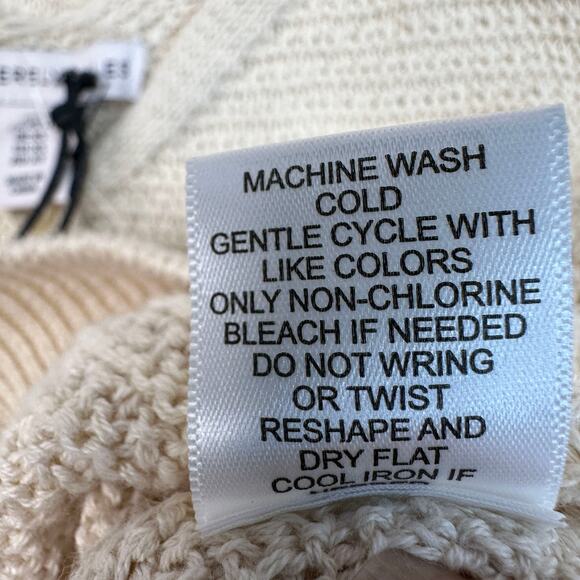 MACHINE WASH
COLD
GENTLE CYCLE WITH
LIKE COLORS
ONLY NON-CHLORINE
BLEACH IF NEEDED
DO NOT WRING
OR TWIST
RESHAPE AND
DRY FLAT
COOL IRON IF